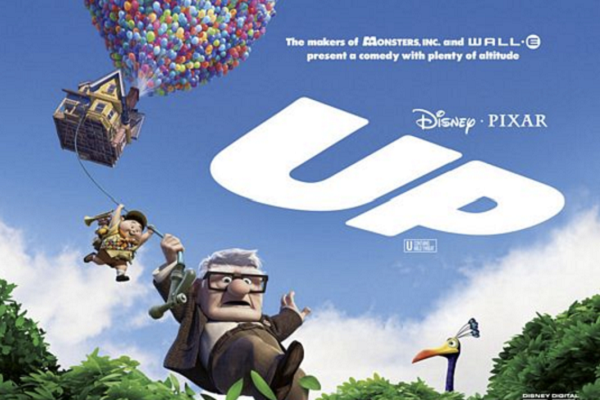 The makers of MONSTERS, INC. and WALL•E
present a comedy with plenty of altitude
Disney • PIXAR
UP
U
DISNEY DIGITAL